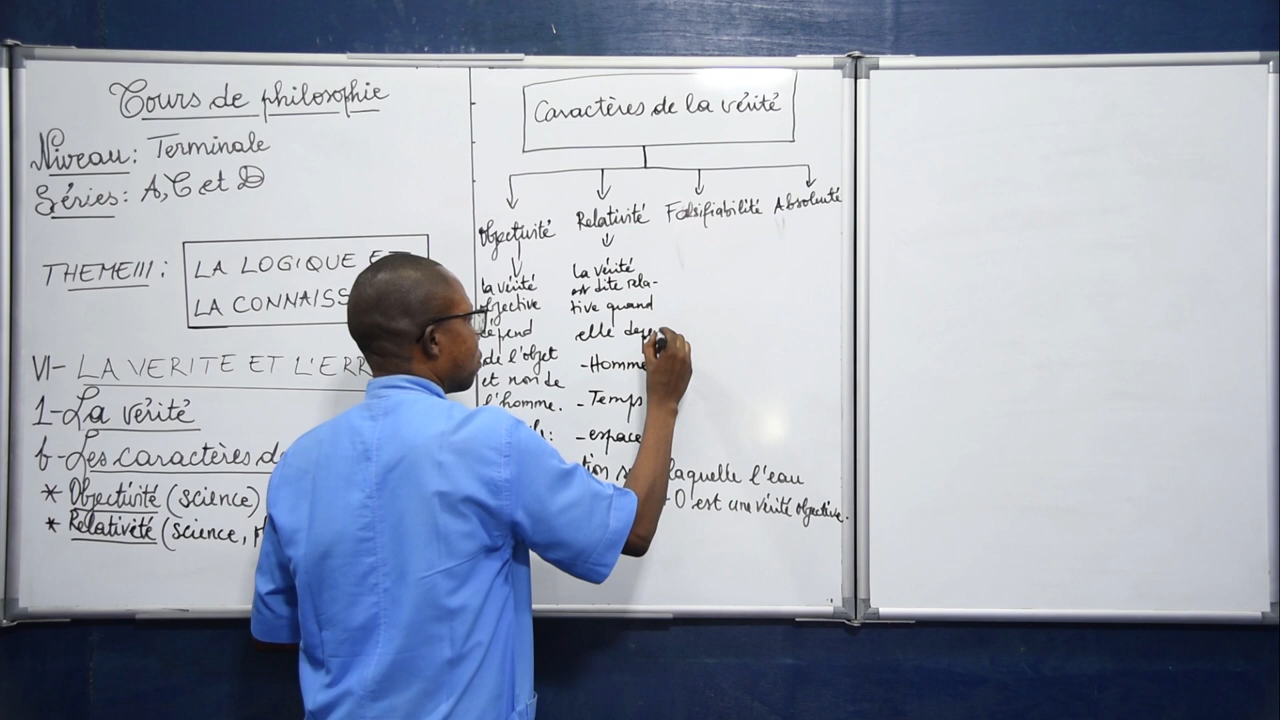 Cours de philosophie
Niveau: Terminale
Séries: A, C et D
THEME III:
LA LOGIQUE
LA CONNAISS
VI- LA VERITE ET L'ERR
1- La vérité
b- Les caractères
* Objectivité (science)
* Relativité (science,
Caractères de la vérité
Objectivité
la vérité
objective
dépend
de l'objet
et non de
l'homme.
Relativité
la vérité
est dite rela-
tive quand
elle
-Homme
-Temps
-espace
Falsifiabilité
Absoluité
laquelle l'eau
O est une vérité objective.